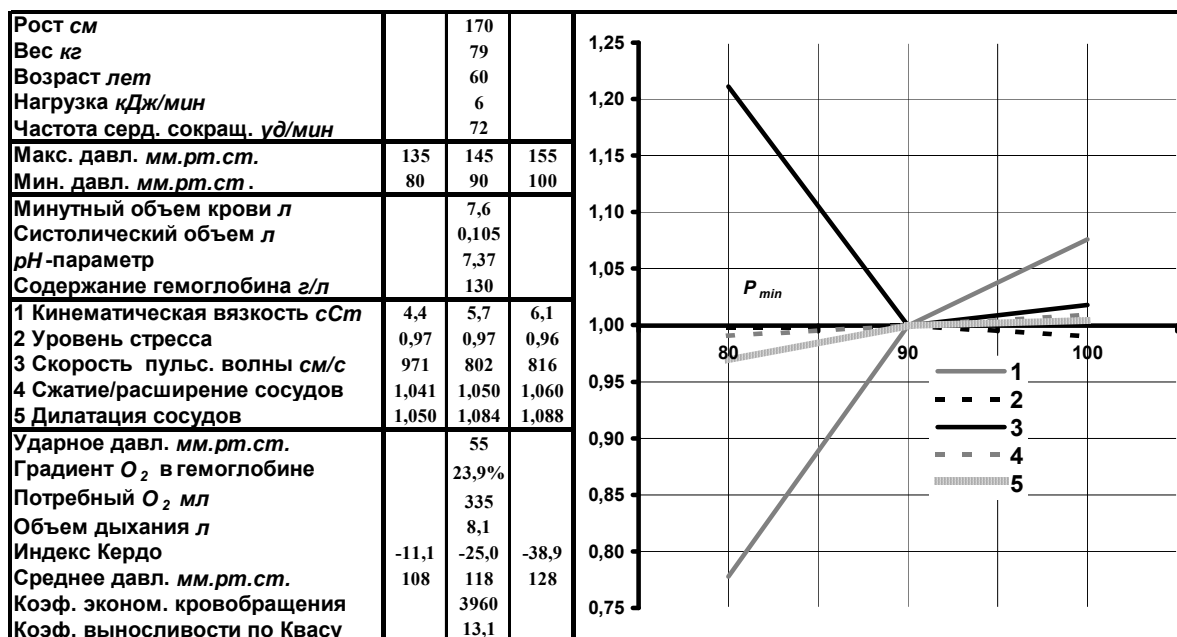 Рост см 170
Вес кг 79
Возраст лет 60
Нагрузка кДж/мин 6
Частота серд. сокращ. уд/мин 72
Макс. давл. мм.рт.ст. 135 145 155
Мин. давл. мм.рт.ст. 80 90 100
Минутный объем крови л 7,6
Систолический объем л 0,105
pH-параметр 7,37
Содержание гемоглобина г/л 130
1 Кинематическая вязкость сСт 4,4 5,7 6,1
2 Уровень стресса 0,97 0,97 0,96
3 Скорость пульс. волны см/с 971 802 816
4 Сжатие/расширение сосудов 1,041 1,050 1,060
5 Дилатация сосудов 1,050 1,084 1,088
Ударное давл. мм.рт.ст. 55
Градиент O2 в гемоглобине 23,9%
Потребный O2 мл 335
Объем дыхания л 8,1
Индекс Кердо -11,1 -25,0 -38,9
Среднее давл. мм.рт.ст. 108 118 128
Коэф. эконом. кровобращения 3960
Коэф. выносливости по Квасу 13,1
1,25
1,20
1,15
1,10
1,05
1,00
0,95
0,90
0,85
0,80
0,75
P min
80 90 100
1
2
3
4
5